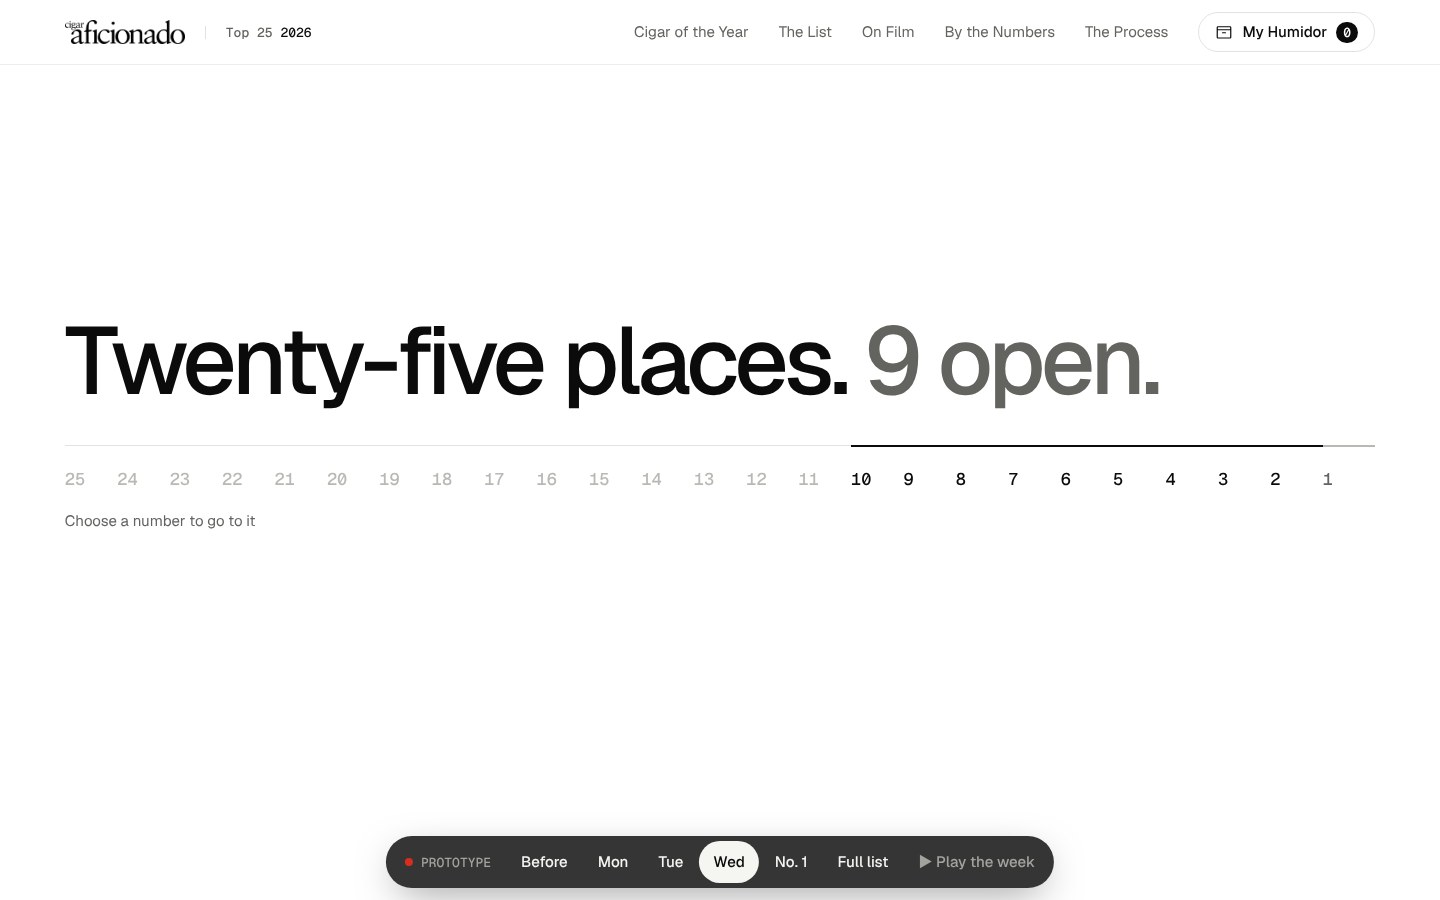 cigar aficionado Top 25 2026 Cigar of the Year The List On Film By the Numbers The Process My Humidor 0
Twenty-five places. 9 open.
25 24 23 22 21 20 19 18 17 16 15 14 13 12 11 10 9 8 7 6 5 4 3 2 1
Choose a number to go to it
PROTOTYPE Before Mon Tue Wed No. 1 Full list Play the week